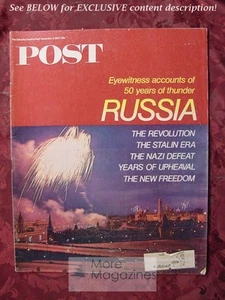 See BELOW for EXCLUSIVE content description!
POST
Eyewitness accounts of
50 years of thunder
RUSSIA
THE REVOLUTION
THE STALIN ERA
THE NAZI DEFEAT
YEARS OF UPHEAVAL
THE NEW FREEDOM
More
Magazines